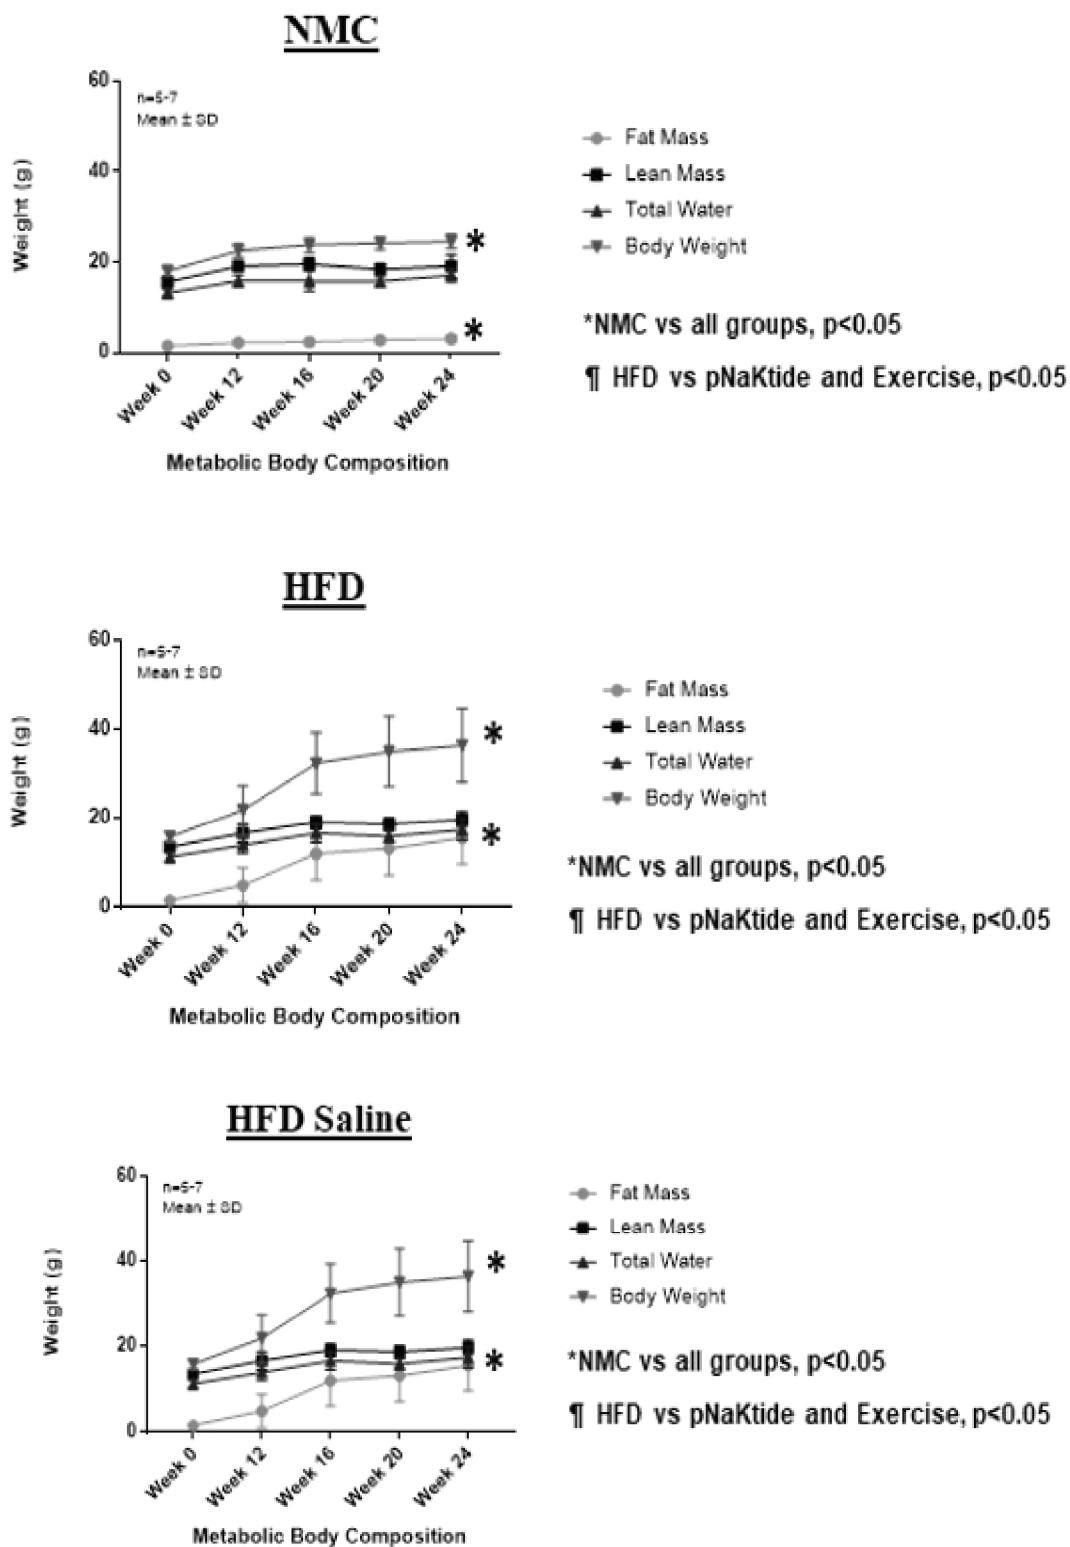 NMC
60
n=5-7
Mean ± SD
40
20
0
Weight (g)
Week 0
Week 12
Week 16
Week 20
Week 24
Metabolic Body Composition
Fat Mass
Lean Mass
Total Water
Body Weight
*
*
*NMC vs all groups, p<0.05
¶ HFD vs pNaKtide and Exercise, p<0.05
HFD
60
n=5-7
Mean ± SD
40
20
0
Weight (g)
Week 0
Week 12
Week 16
Week 20
Week 24
Metabolic Body Composition
Fat Mass
Lean Mass
Total Water
Body Weight
*
*
*NMC vs all groups, p<0.05
¶ HFD vs pNaKtide and Exercise, p<0.05
HFD Saline
60
n=5-7
Mean ± SD
40
20
0
Weight (g)
Week 0
Week 12
Week 16
Week 20
Week 24
Metabolic Body Composition
Fat Mass
Lean Mass
Total Water
Body Weight
*
*
*NMC vs all groups, p<0.05
¶ HFD vs pNaKtide and Exercise, p<0.05